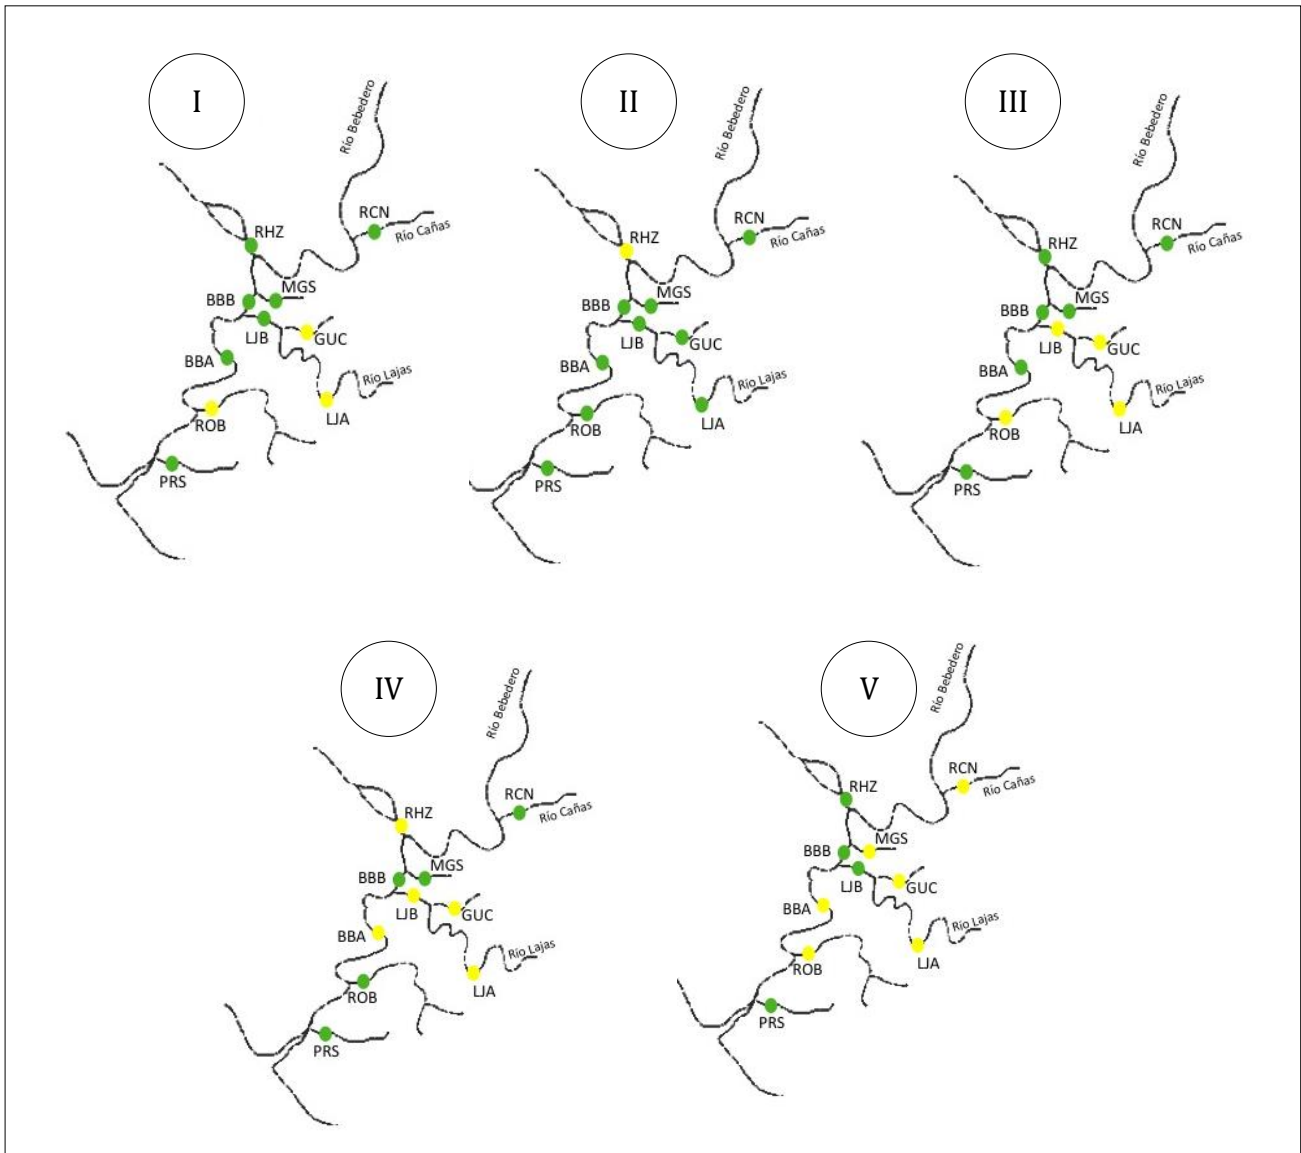 I
Río Bebedero
RCN
Río Cañas
RHZ
MGS
BBB
LJB
GUC
BBA
Río Lajas
LJA
ROB
PRS
II
Río Bebedero
RCN
Río Cañas
RHZ
MGS
BBB
LJB
GUC
BBA
Río Lajas
LJA
ROB
PRS
III
Río Bebedero
RCN
Río Cañas
RHZ
MGS
BBB
LJB
GUC
BBA
Río Lajas
LJA
ROB
PRS
IV
Río Bebedero
RCN
Río Cañas
RHZ
MGS
BBB
LJB
GUC
BBA
Río Lajas
LJA
ROB
PRS
V
Río Bebedero
RCN
Río Cañas
RHZ
MGS
BBB
LJB
GUC
BBA
Río Lajas
LJA
ROB
PRS